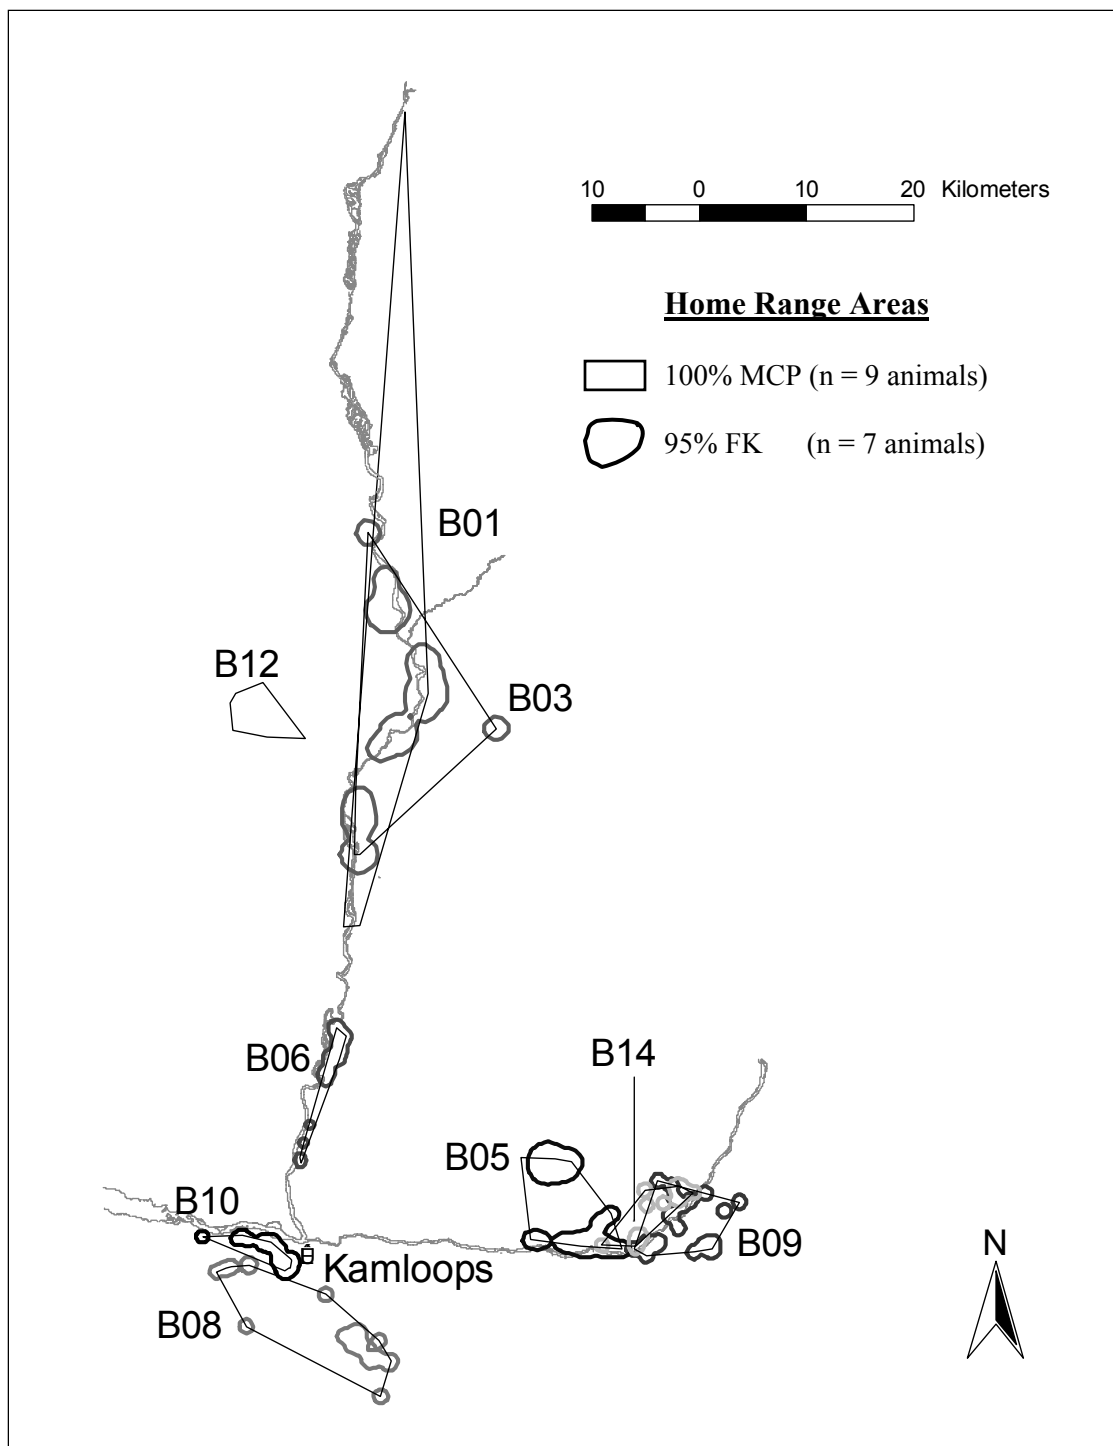 10 0 10 20 Kilometers
Home Range Areas
100% MCP (n = 9 animals)
95% FK (n = 7 animals)
B01
B12
B03
B06
B14
B05
B10
B09
N
Kamloops
B08